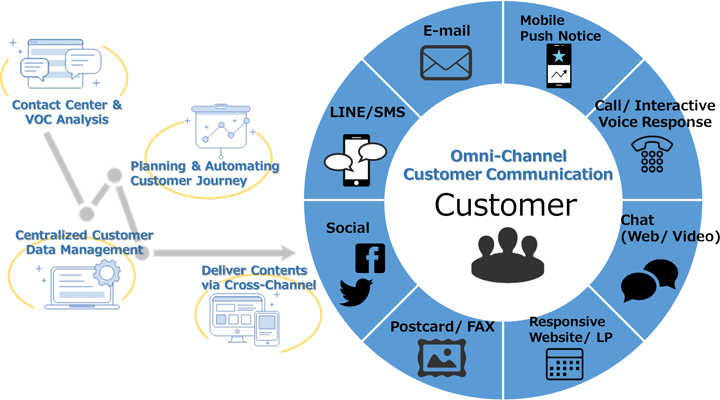 Contact Center &
VOC Analysis
Planning & Automating
Customer Journey
Centralized Customer
Data Management
Deliver Contents
via Cross-Channel
E-mail
Mobile
Push Notice
LINE/SMS
Call/ Interactive
Voice Response
Omni-Channel
Customer Communication
Customer
Social
Chat
(Web/ Video)
Postcard/ FAX
Responsive
Website/ LP